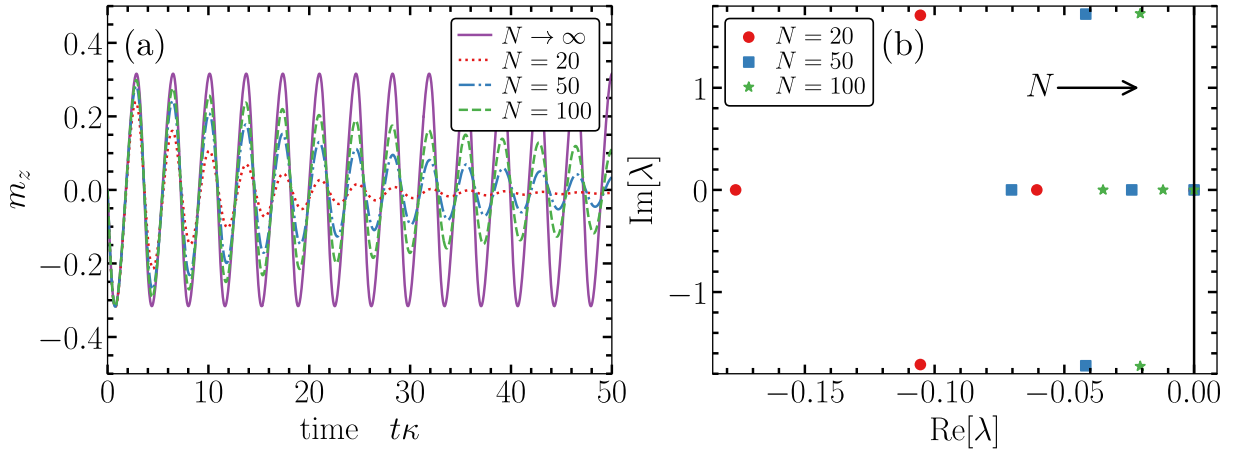 (a)
N → ∞
N = 20
N = 50
N = 100
0.4
0.2
0.0
−0.2
−0.4
m_z
0 10 20 30 40 50
time tκ
(b)
N = 20
N = 50
N = 100
N
1
0
−1
Im[λ]
−0.15 −0.10 −0.05 0.00
Re[λ]